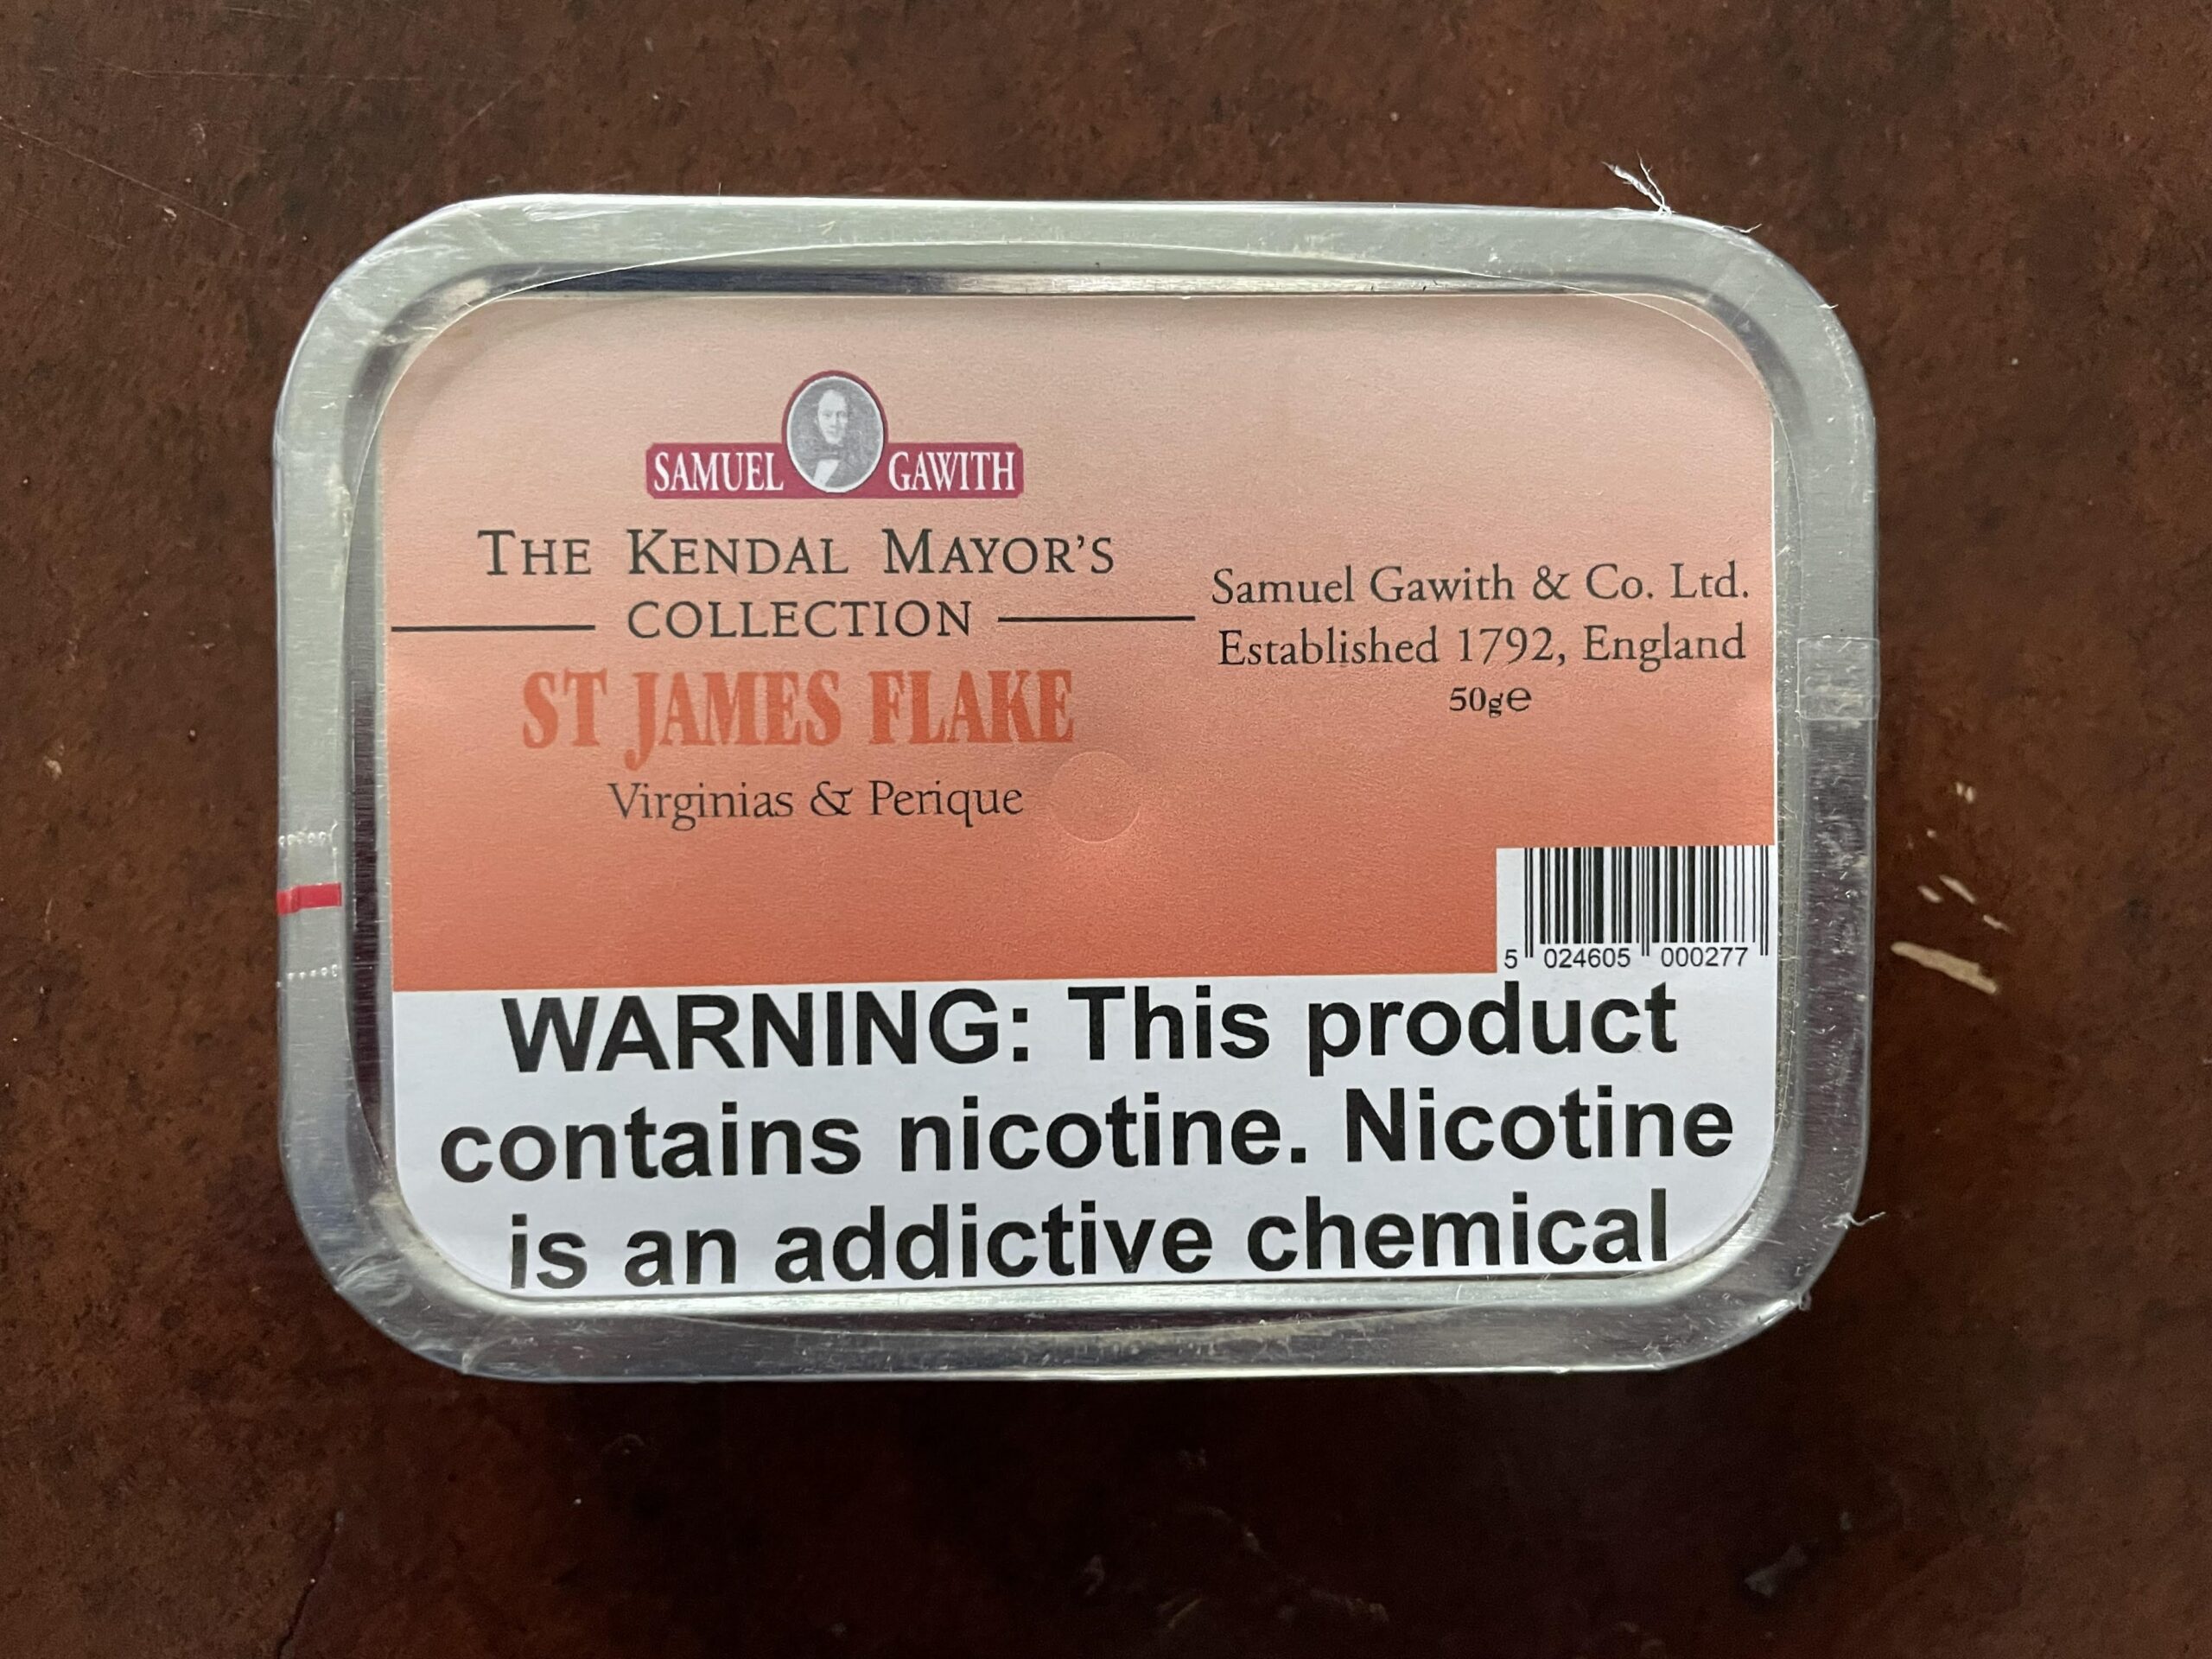 SAMUEL GAWITH
THE KENDAL MAYOR'S
COLLECTION
ST JAMES FLAKE
Virginias & Perique
Samuel Gawith & Co. Ltd.
Established 1792, England
50g℮
5 024605 000277
WARNING: This product
contains nicotine. Nicotine
is an addictive chemical